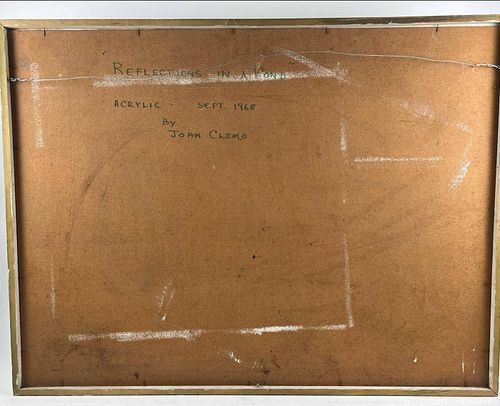 REFLECTIONS IN A POND
ACRYLIC - SEPT. 1968
By
JOAN CLEMO